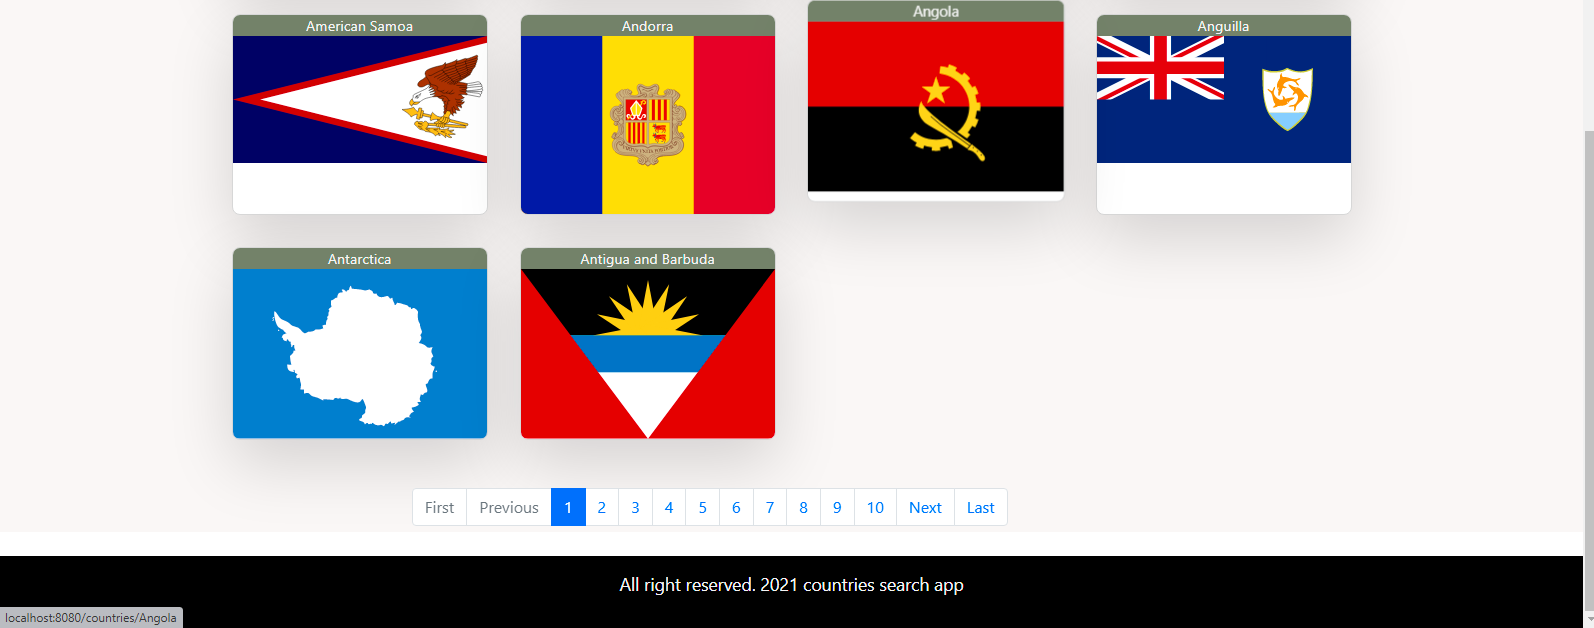 American Samoa
Andorra
Angola
Anguilla
Antarctica
Antigua and Barbuda
First Previous 1 2 3 4 5 6 7 8 9 10 Next Last
All right reserved. 2021 countries search app
localhost:8080/countries/Angola